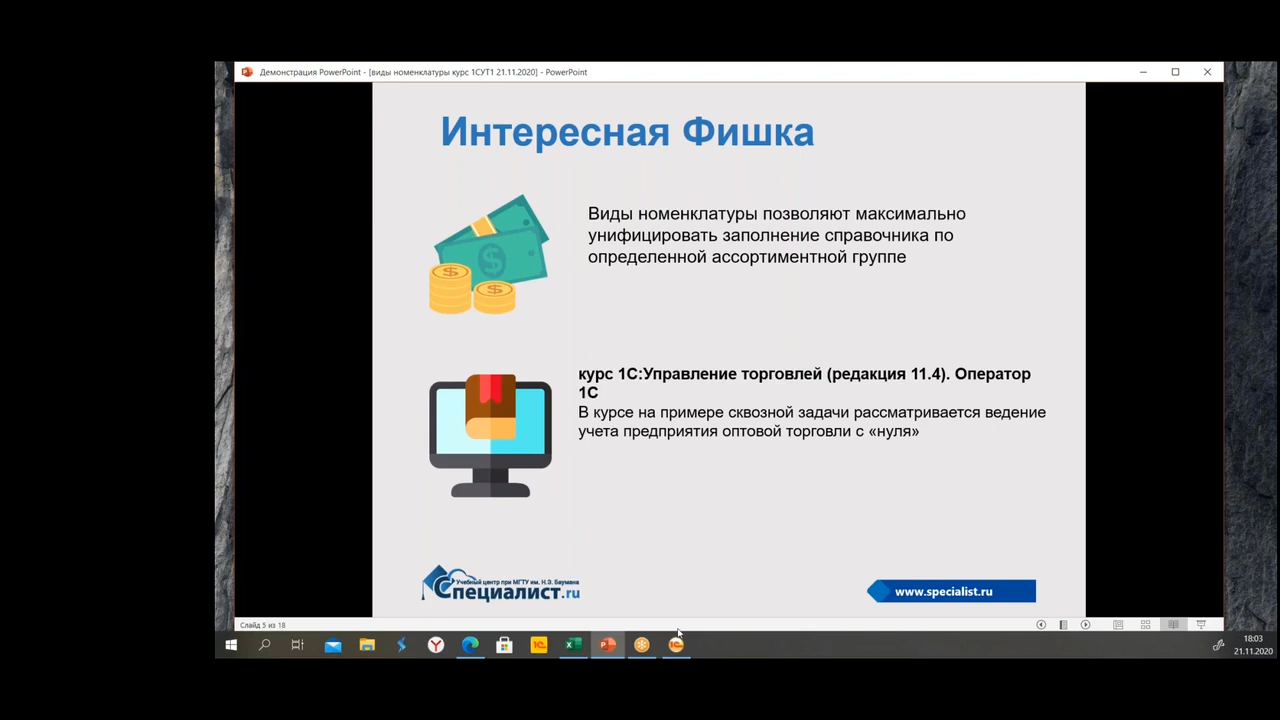 Демонстрация PowerPoint - [виды номенклатуры курс 1СУТ1 21.11.2020] - PowerPoint
Интересная Фишка
Виды номенклатуры позволяют максимально
унифицировать заполнение справочника по
определенной ассортиментной группе
курс 1С:Управление торговлей (редакция 11.4). Оператор
1С
В курсе на примере сквозной задачи рассматривается ведение
учета предприятия оптовой торговли с «нуля»
Учебный центр при МГТУ им. Н.Э. Баумана
Специалист.ru
www.specialist.ru
Слайд 5 из 18
18:03
21.11.2020